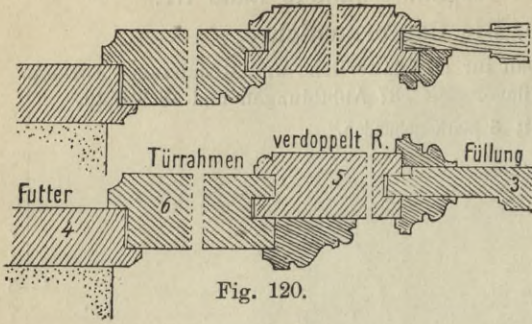 verdoppelt R.
Türrahmen
Füllung
Futter
3
5
6
4
Fig. 120.